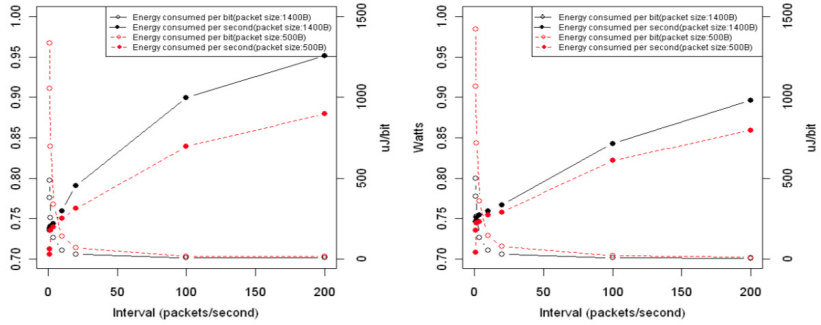 Energy consumed per bit(packet size:1400B)
Energy consumed per second(packet size:1400B)
Energy consumed per bit(packet size:500B)
Energy consumed per second(packet size:500B)
1.00
0.95
0.90
0.85
0.80
0.75
0.70
1500
1000
500
0
uJ/bit
0 50 100 150 200
Interval (packets/second)
Energy consumed per bit(packet size:1400B)
Energy consumed per second(packet size:1400B)
Energy consumed per bit(packet size:500B)
Energy consumed per second(packet size:500B)
Watts
1.00
0.95
0.90
0.85
0.80
0.75
0.70
1500
1000
500
0
uJ/bit
0 50 100 150 200
Interval (packets/second)